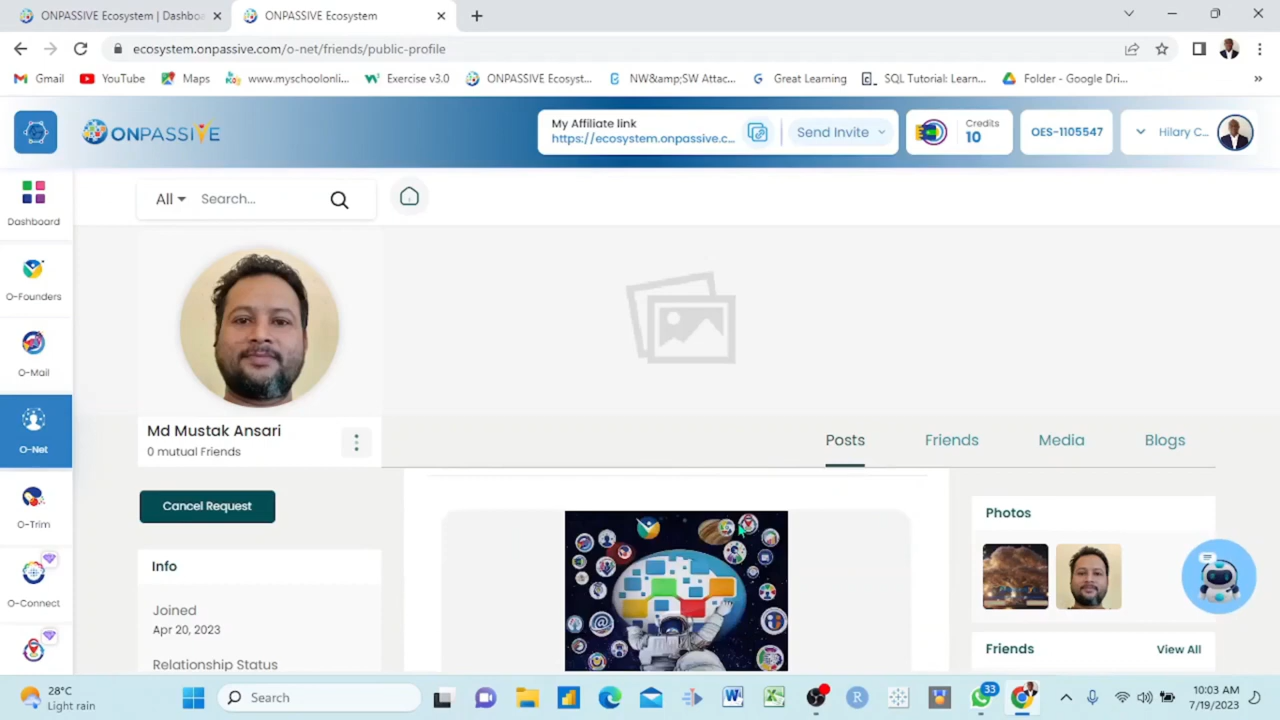 ONPASSIVE Ecosystem | Dashboa
ONPASSIVE Ecosystem
ecosystem.onpassive.com/o-net/friends/public-profile
Gmail
YouTube
Maps
www.myschoolonli...
Exercise v3.0
ONPASSIVE Ecosyst...
NW&amp;SW Attac...
Great Learning
SQL Tutorial: Learn...
Folder - Google Dri...
»
ONPASSIVE
My Affiliate link
https://ecosystem.onpassive.c...
Send Invite
Credits
10
OES-1105547
Hilary C...
Dashboard
O-Founders
O-Mail
O-Net
O-Trim
O-Connect
All
Search...
Md Mustak Ansari
0 mutual Friends
Cancel Request
Posts
Friends
Media
Blogs
Info
Joined
Apr 20, 2023
Relationship Status
Photos
Friends
View All
28°C
Light rain
Search
33
10:03 AM
7/19/2023